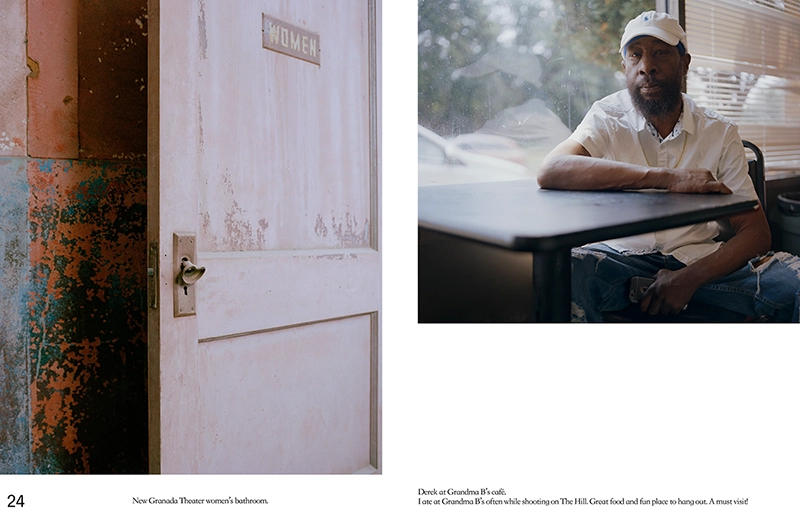 WOMEN
24
New Granada Theater women's bathroom.
Derek at Grandma B's café.
I ate at Grandma B's often while shooting on The Hill. Great food and fun place to hang out. A must visit!